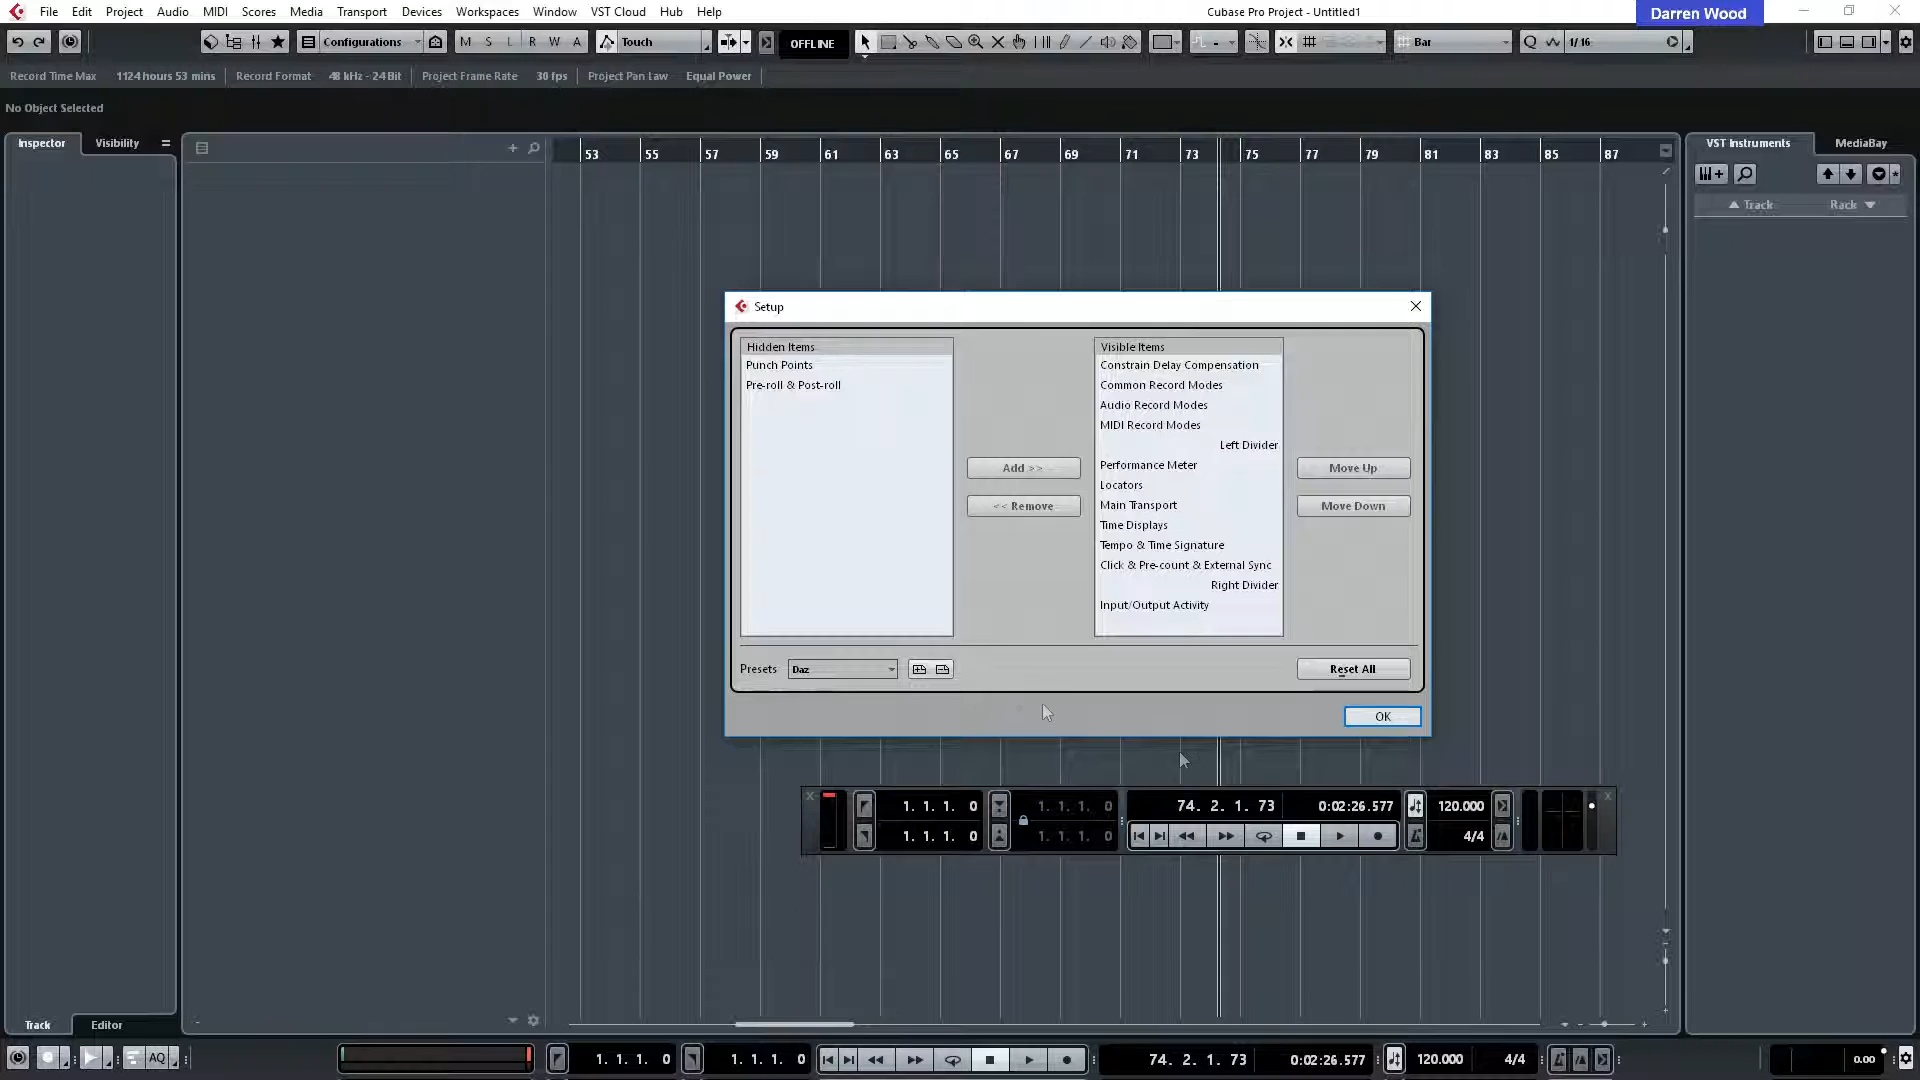 File Edit Project Audio MIDI Scores Media Transport Devices Workspaces Window VST Cloud Hub Help
Cubase Pro Project - Untitled1
Darren Wood
Configurations
M S L R W A
Touch
OFFLINE
Bar
Q
1/16
Record Time Max 1124 hours 53 mins Record Format 48 kHz - 24 Bit Project Frame Rate 30 fps Project Pan Law Equal Power
No Object Selected
Inspector Visibility
53 55 57 59 61 63 65 67 69 71 73 75 77 79 81 83 85 87
VST Instruments MediaBay
Track Rack
Setup
Hidden Items
Punch Points
Pre-roll & Post-roll
Add >>
<< Remove
Visible Items
Constrain Delay Compensation
Common Record Modes
Audio Record Modes
MIDI Record Modes
Left Divider
Performance Meter
Locators
Main Transport
Time Displays
Tempo & Time Signature
Click & Pre-count & External Sync
Right Divider
Input/Output Activity
Move Up
Move Down
Presets Daz
Reset All
OK
1. 1. 1. 0 1. 1. 1. 0 74. 2. 1. 73 0:02:26.577 120.000
1. 1. 1. 0 1. 1. 1. 0 4/4
Track Editor
AQ 1. 1. 1. 0 1. 1. 1. 0 74. 2. 1. 73 0:02:26.577 120.000 4/4 0.00